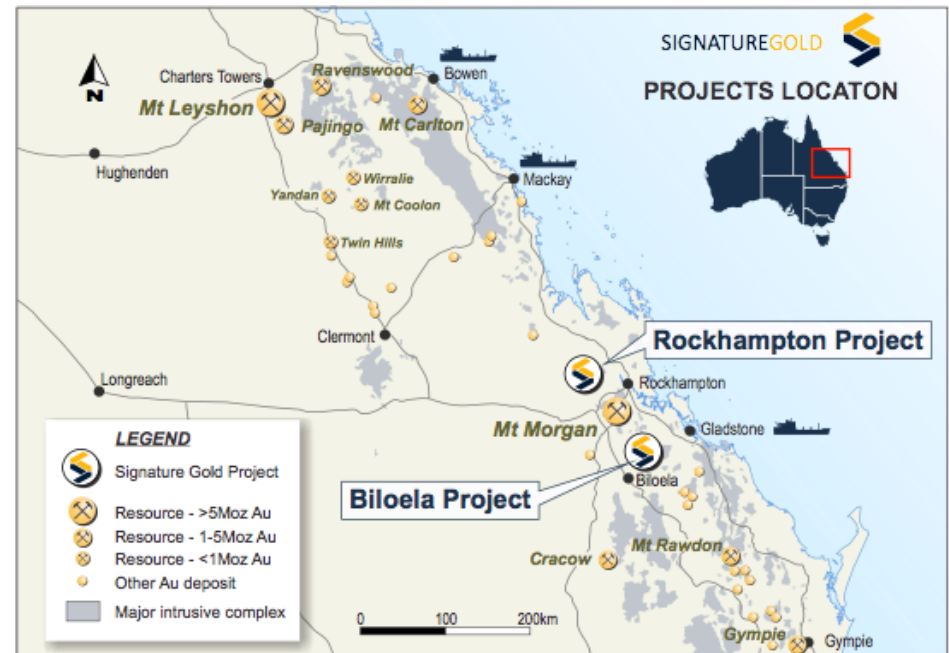 SIGNATUREGOLD
PROJECTS LOCATON
N
Charters Towers
Ravenswood
Bowen
Mt Leyshon
Pajingo
Mt Carlton
Hughenden
Wirralie
Mackay
Yandan
Mt Coolon
Twin Hills
Clermont
Rockhampton Project
Longreach
Rockhampton
Mt Morgan
Gladstone
Biloela Project
Biloela
Cracow
Mt Rawdon
Gympie
Gympie
LEGEND
Signature Gold Project
Resource - >5Moz Au
Resource - 1-5Moz Au
Resource - <1Moz Au
Other Au deposit
Major intrusive complex
0 100 200km